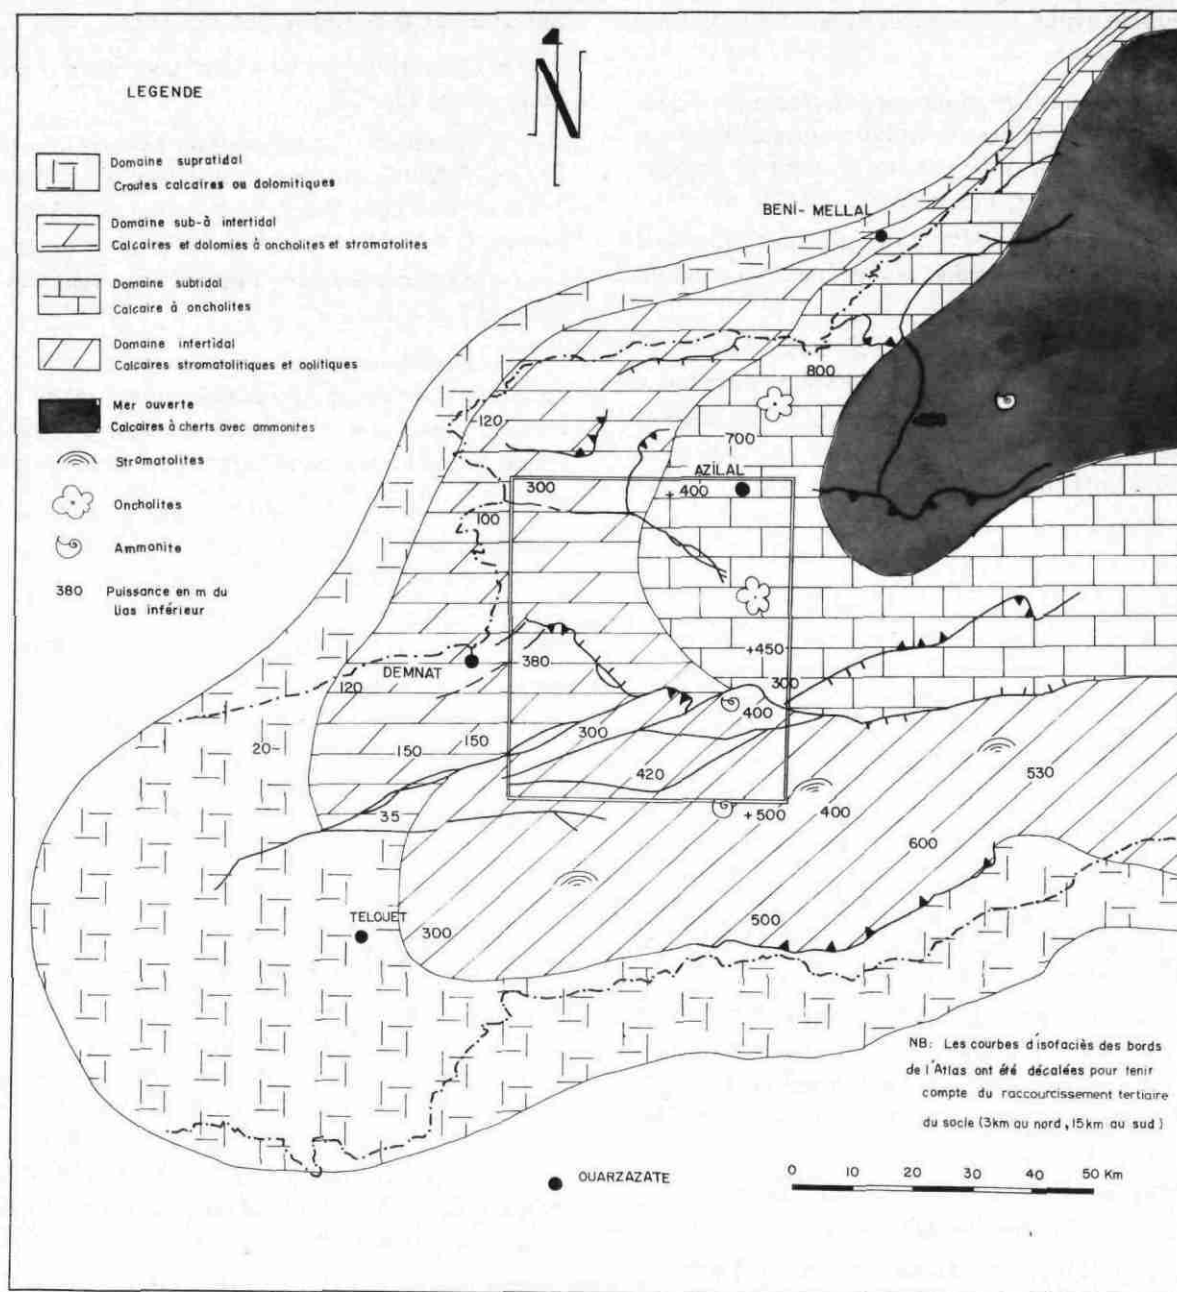 LEGENDE
Domaine supratidal
Croutes calcaires ou dolomitiques
Domaine sub-à intertidal
Calcaires et dolomies à oncholites et stromatolites
Domaine subtidal
Calcaire à oncholites
Domaine intertidal
Calcaires stromatolitiques et oolitiques
Mer ouverte
Calcaires à cherts avec ammonites
Stromatolites
Oncholites
Ammonite
380 Puissance en m du
lias inférieur
N
BENI-MELLAL
800
120
700
AZILAL
300
+ 400
100
+450
380
DEMNAT
300
120
400
300
20
150
150
420
530
35
+500
400
600
TELOUET
300
500
NB: Les courbes d'isofaciès des bords
de l'Atlas ont été décalées pour tenir
compte du raccourcissement tertiaire
du socle (3km au nord, 15km au sud)
OUARZAZATE
0 10 20 30 40 50 Km